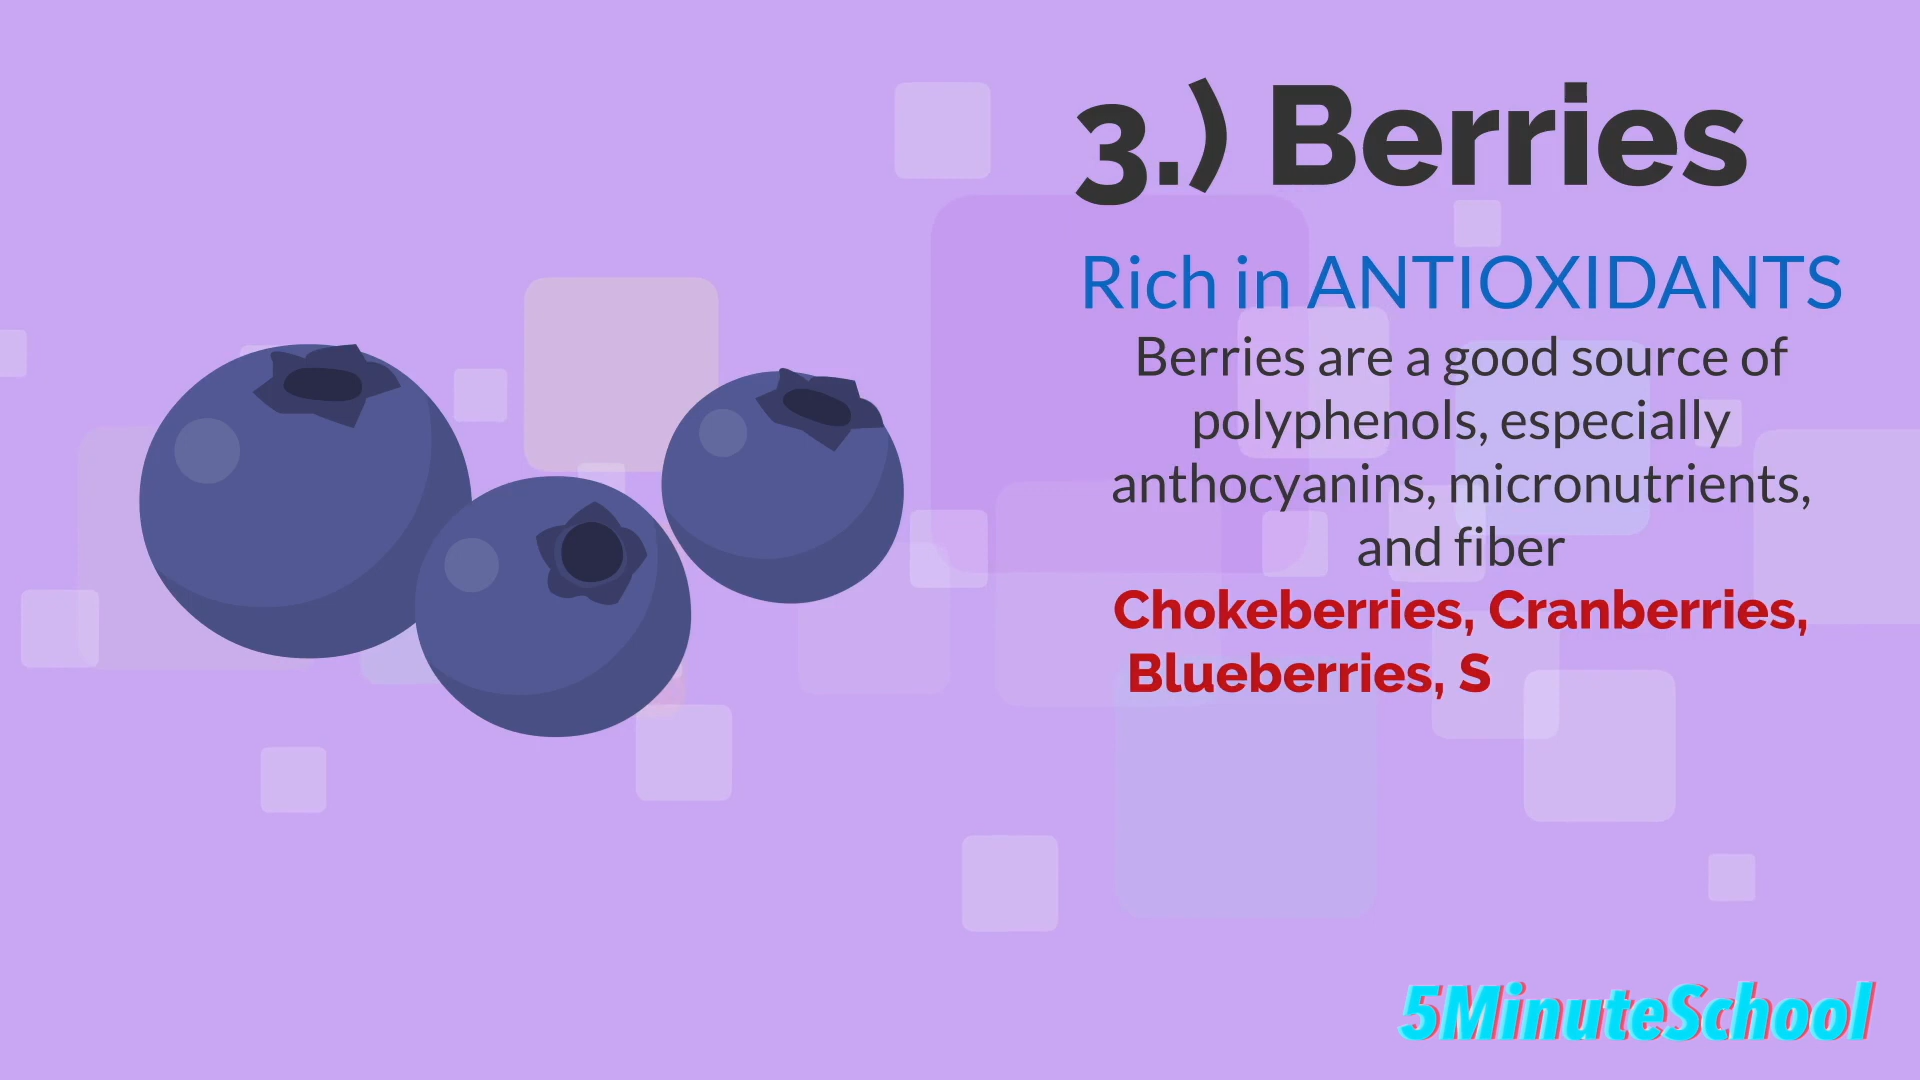 3.) Berries
Rich in ANTIOXIDANTS
Berries are a good source of
polyphenols, especially
anthocyanins, micronutrients,
and fiber
Chokeberries, Cranberries,
Blueberries, S
5MinuteSchool